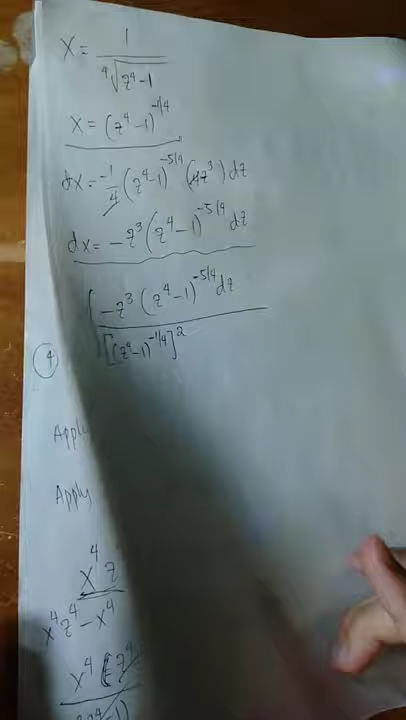 x = 1 / ⁴√(z⁴-1)
x = (z⁴-1)^(-1/4)
dx = -1/4 (z⁴-1)^(-5/4) (4z³) dz
dx = -z³ (z⁴-1)^(-5/4) dz
∫ -z³ (z⁴-1)^(-5/4) dz / [(z⁴-1)^(-1/4)]²
4
Apply
Apply
x⁴z
x⁴z⁴-x⁴
x⁴